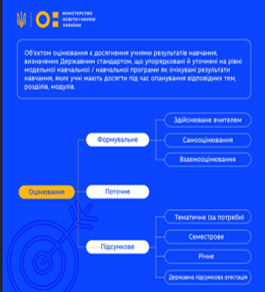 МІНІСТЕРСТВО
ОСВІТИ І НАУКИ
УКРАЇНИ
Об'єктом оцінювання є досягнення учнями результатів навчання,
визначених Державним стандартом, що упорядковані й уточнені на рівні
модельної навчальної / навчальної програми як очікувані результати
навчання, яких учні мають досягти під час опанування відповідних тем,
розділів, модулів.
Здійснюване вчителем
Формувальне
Самооцінювання
Взаємооцінювання
Оцінювання
Поточне
Тематичне (за потреби)
Семестрове
Підсумкове
Річне
Державна підсумкова атестація